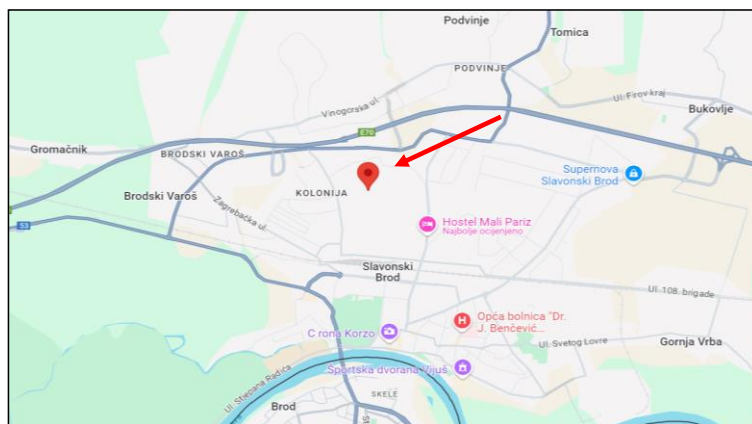 Podvinje
Tomica
PODVINJE
Ul. Firov kraj
Bukovlje
Vinogorska ul.
E70
Gromačnik
BRODSKI VAROŠ
Supernova
Slavonski Brod
Brodski Varoš
KOLONIJA
Zagrebačka ul.
Hostel Mali Pariz
Najbolje ocijenjeno
53
Slavonski
Brod
Ul. 108. brigade
Opća bolnica "Dr.
J. Benčević...
C rona Korzo
Ul. Svetog Lovre
Gornja Vrba
Ul. Stjepana Radića
Sportska dvorana Vijuš
SKELE
Brod